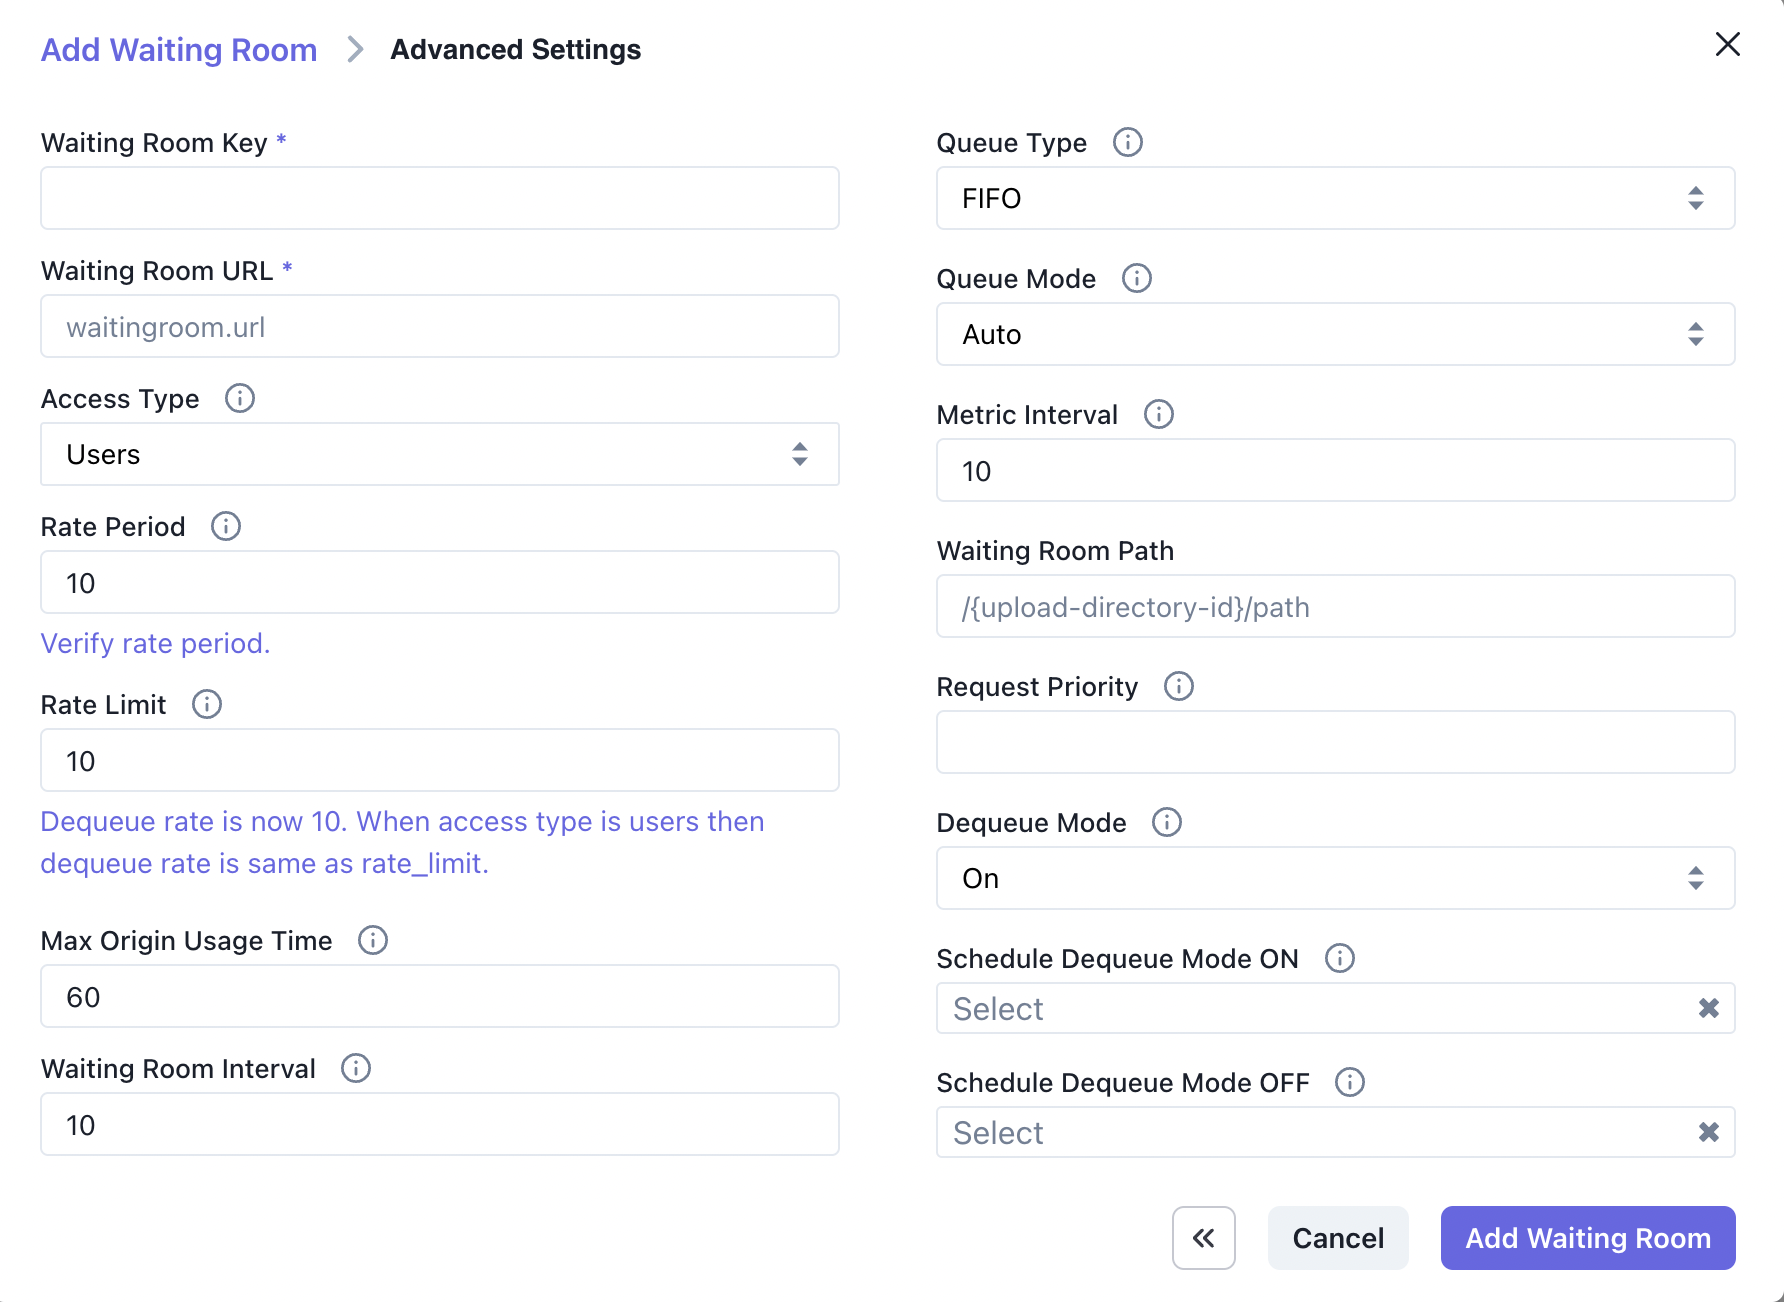 Add Waiting Room
Advanced Settings
Waiting Room Key *
Waiting Room URL *
waitingroom.url
Access Type
Users
Rate Period
10
Verify rate period.
Rate Limit
10
Dequeue rate is now 10. When access type is users then
dequeue rate is same as rate_limit.
Max Origin Usage Time
60
Waiting Room Interval
10
Queue Type
FIFO
Queue Mode
Auto
Metric Interval
10
Waiting Room Path
/{upload-directory-id}/path
Request Priority
Dequeue Mode
On
Schedule Dequeue Mode ON
Select
Schedule Dequeue Mode OFF
Select
Cancel
Add Waiting Room